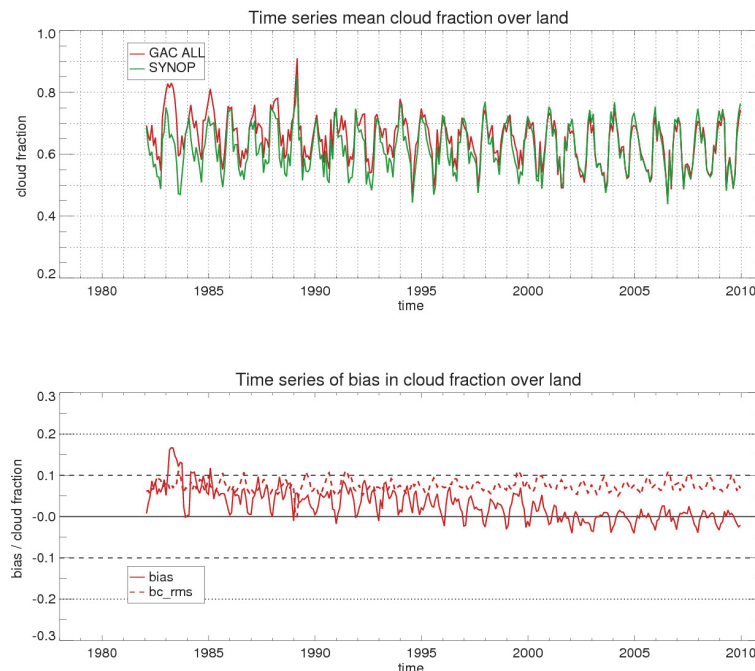 Time series mean cloud fraction over land
1.0
0.8
0.6
0.4
0.2
cloud fraction
GAC ALL
SYNOP
1980 1985 1990 1995 2000 2005 2010
time
Time series of bias in cloud fraction over land
0.3
0.2
0.1
-0.0
-0.1
-0.2
-0.3
bias / cloud fraction
bias
bc_rms
1980 1985 1990 1995 2000 2005 2010
time